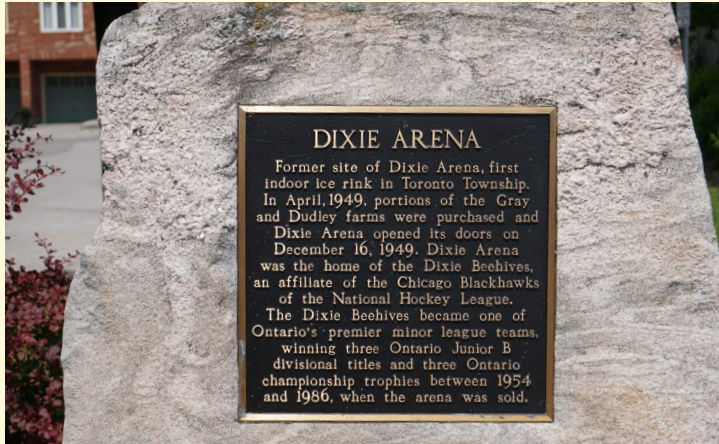 DIXIE ARENA
Former site of Dixie Arena, first
indoor ice rink in Toronto Township.
In April, 1949, portions of the Gray
and Dudley farms were purchased and
Dixie Arena opened its doors on
December 16, 1949. Dixie Arena
was the home of the Dixie Beehives,
an affiliate of the Chicago Blackhawks
of the National Hockey League.
The Dixie Beehives became one of
Ontario's premier minor league teams,
winning three Ontario Junior B
divisional titles and three Ontario
championship trophies between 1954
and 1986, when the arena was sold.